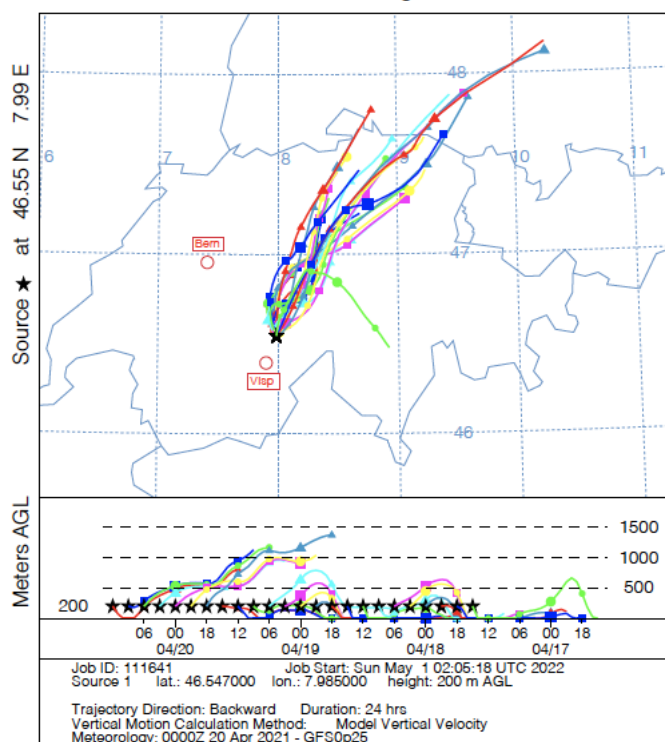 Source ★ at 46.55 N 7.99 E
48
6
7
8
9
10
11
47
Bern
Visp
46
Meters AGL
1500
1000
500
200
06 00 18 12 06 00 18 12 06 00 18 12 06 00 18
04/20 04/19 04/18 04/17
Job ID: 111641 Job Start: Sun May 1 02:05:18 UTC 2022
Source 1 lat.: 46.547000 lon.: 7.985000 height: 200 m AGL
Trajectory Direction: Backward Duration: 24 hrs
Vertical Motion Calculation Method: Model Vertical Velocity
Meteorology: 0000Z 20 Apr 2021 - GFS0p25